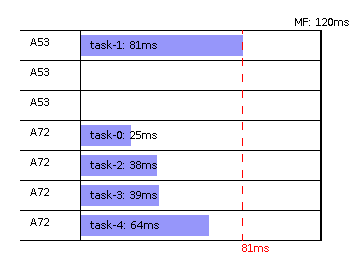 MF: 120ms
A53 task-1: 81ms
A53
A53
A72 task-0: 25ms
A72 task-2: 38ms
A72 task-3: 39ms
A72 task-4: 64ms
81ms